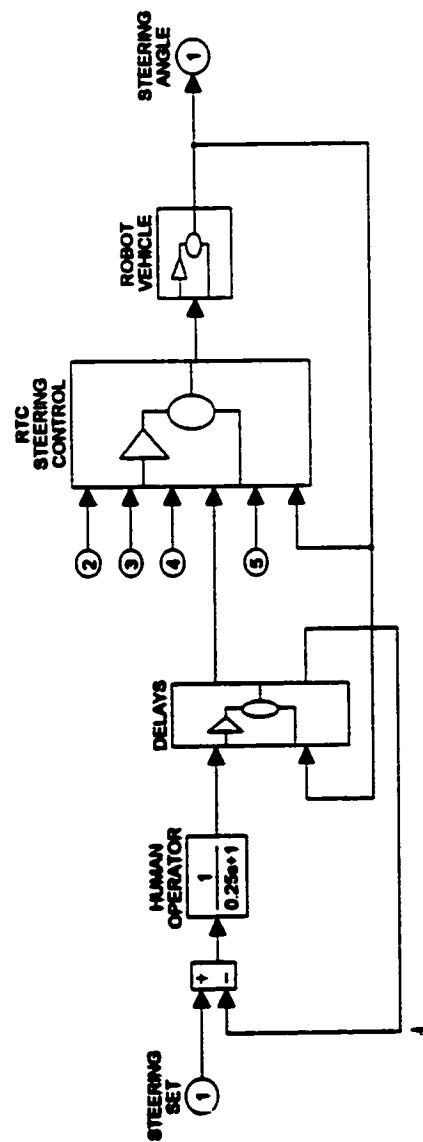 STEERING
SET
1
+
−
HUMAN
OPERATOR
1
0.25s+1
DELAYS
2
3
4
5
RTC
STEERING
CONTROL
ROBOT
VEHICLE
STEERING
ANGLE
1